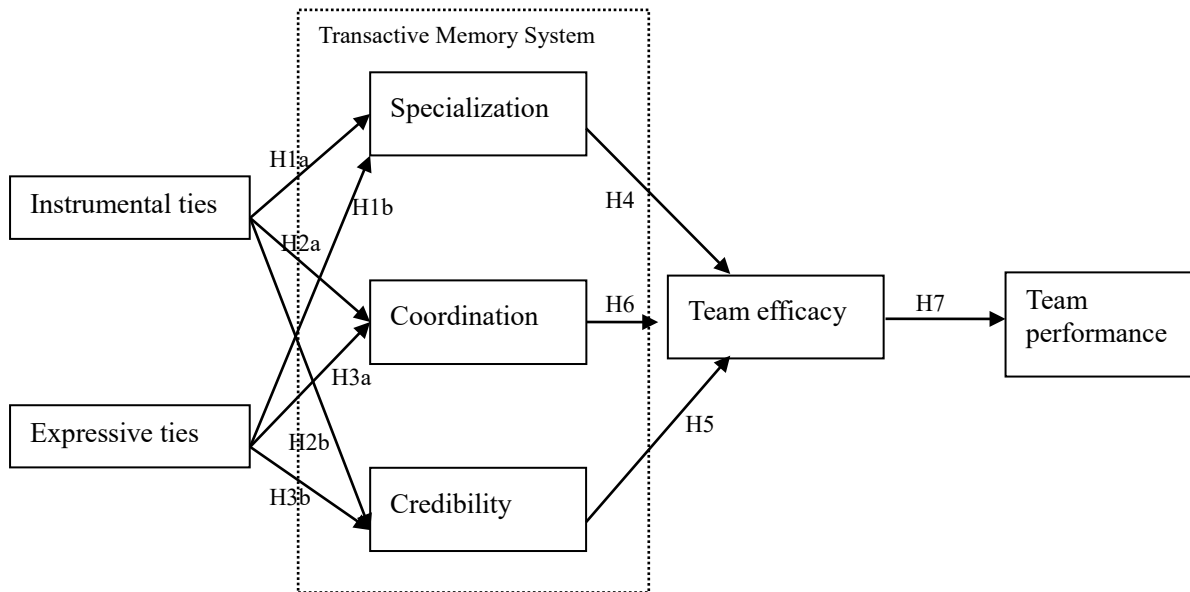 Transactive Memory System
Specialization
H1a
Instrumental ties
H1b
H4
H2a
Coordination
H6
Team efficacy
H7
Team
performance
H3a
Expressive ties
H2b
H5
H3b
Credibility